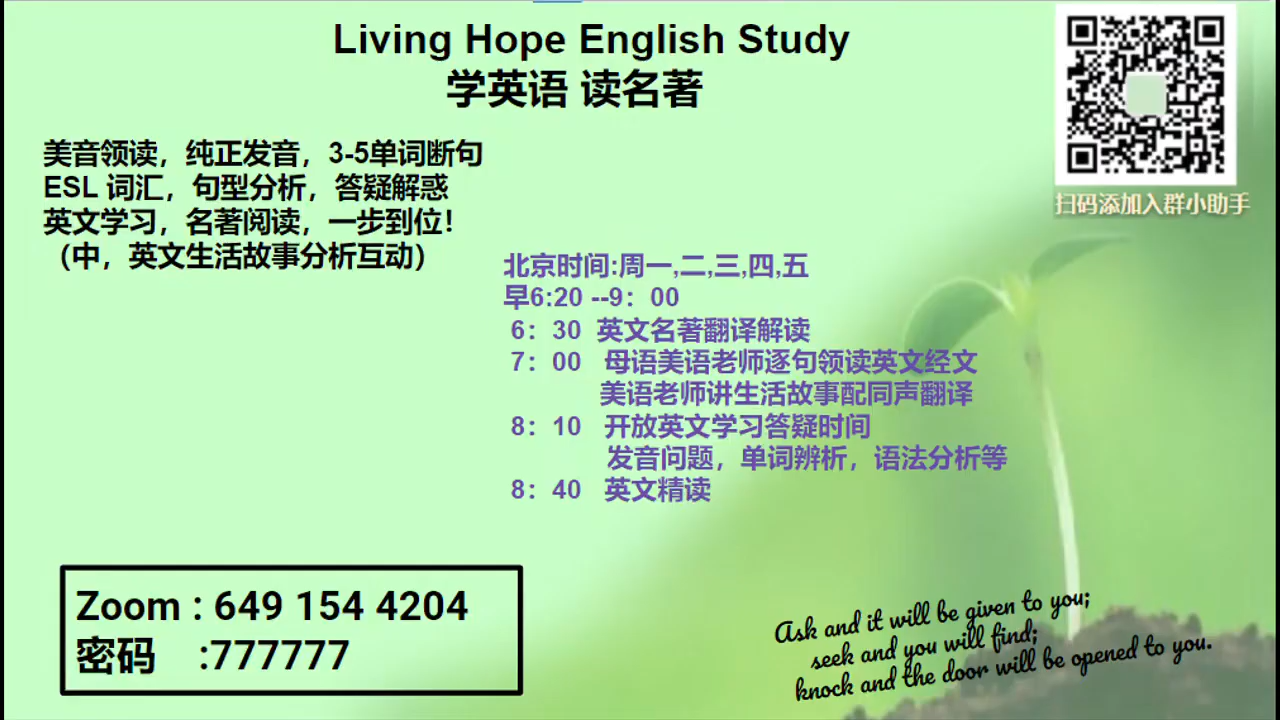 Living Hope English Study
学英语 读名著
美音领读，纯正发音，3-5单词断句
ESL 词汇，句型分析，答疑解惑
英文学习，名著阅读，一步到位！
（中，英文生活故事分析互动）
扫码添加入群小助手
北京时间:周一,二,三,四,五
早6:20 --9：00
6：30 英文名著翻译解读
7：00 母语美语老师逐句领读英文经文
美语老师讲生活故事配同声翻译
8：10 开放英文学习答疑时间
发音问题，单词辨析，语法分析等
8：40 英文精读
Zoom : 649 154 4204
密码 :777777
Ask and it will be given to you;
seek and you will find;
knock and the door will be opened to you.